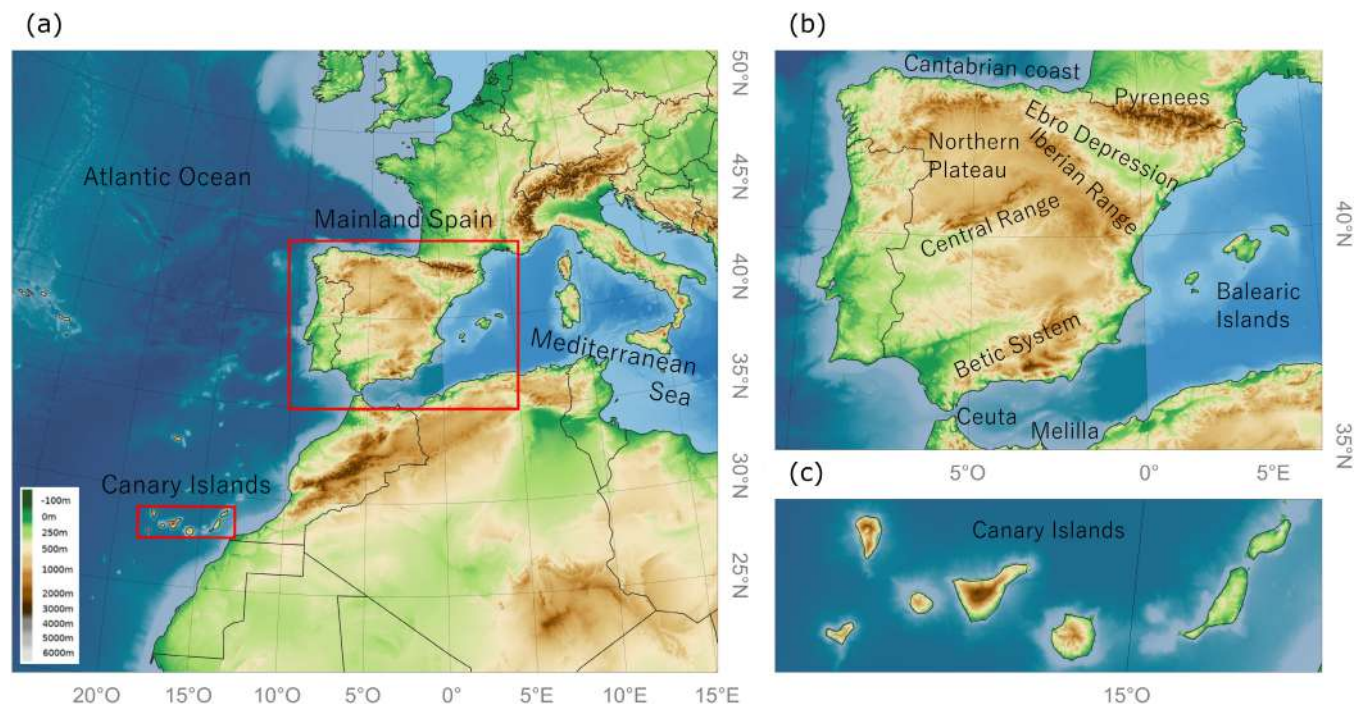 (a)
Atlantic Ocean
Mainland Spain
Mediterranean
Sea
Canary Islands
-100m
0m
250m
500m
1000m
2000m
3000m
4000m
5000m
6000m
50°N
45°N
40°N
35°N
30°N
25°N
20°O
15°O
10°O
5°O
0°
5°E
10°E
15°E
(b)
Cantabrian coast
Pyrenees
Ebro Depression
Iberian Range
Northern
Plateau
Central Range
Balearic
Islands
Betic System
Ceuta
Melilla
40°N
35°N
5°O
0°
5°E
(c)
Canary Islands
15°O